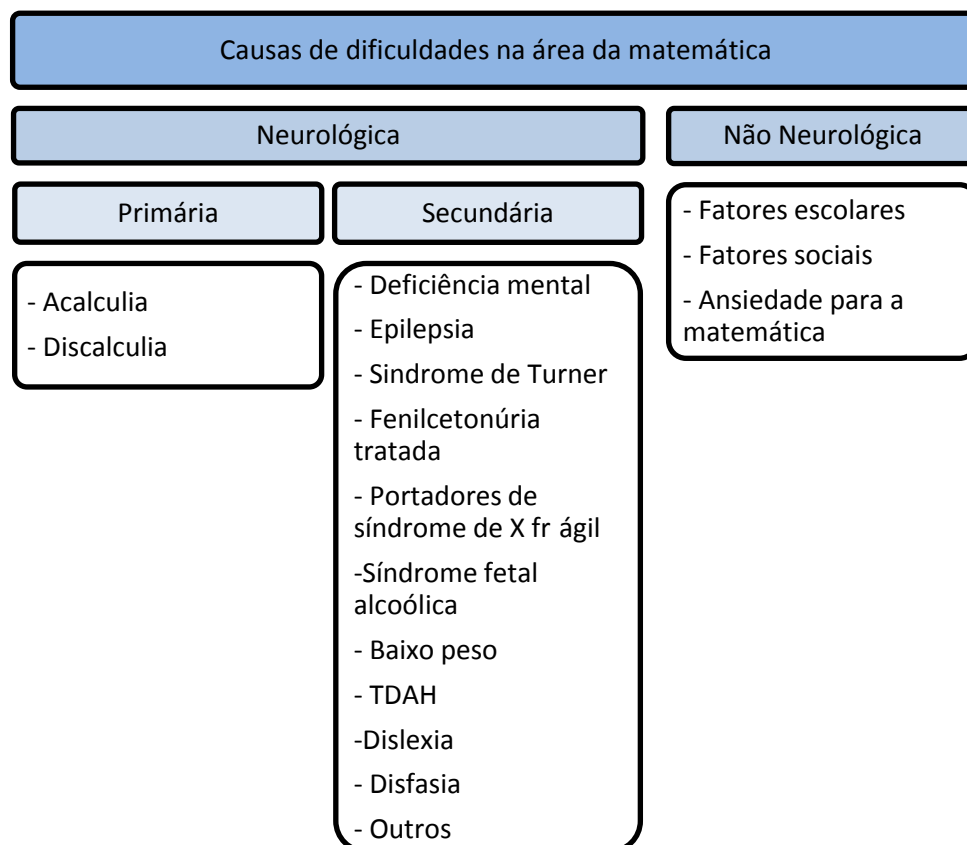 Causas de dificuldades na área da matemática
Neurológica
Não Neurológica
Primária
Secundária
- Acalculia
- Discalculia
- Deficiência mental
- Epilepsia
- Sindrome de Turner
- Fenilcetonúria
tratada
- Portadores de
síndrome de X fr ágil
-Síndrome fetal
alcoólica
- Baixo peso
- TDAH
-Dislexia
- Disfasia
- Outros
- Fatores escolares
- Fatores sociais
- Ansiedade para a
matemática